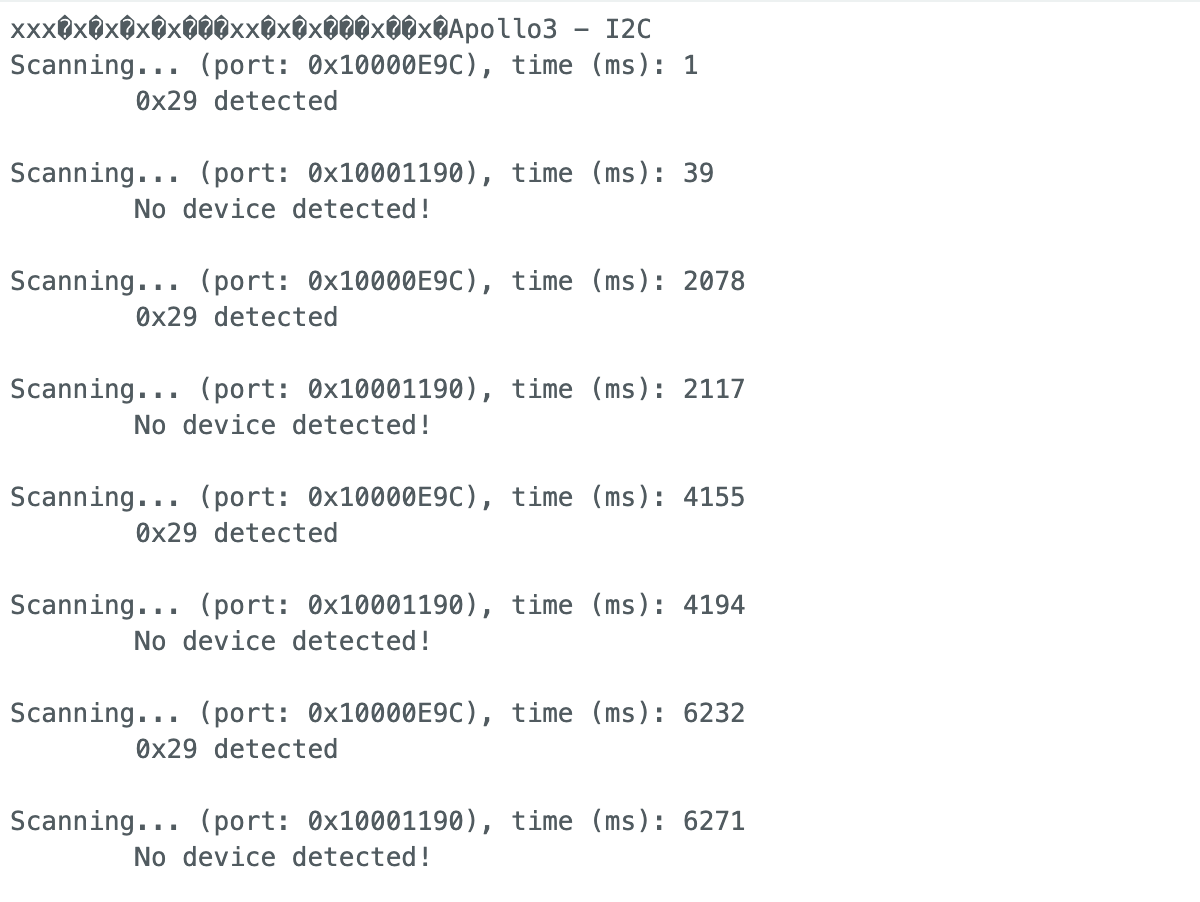 xxx�x�x�x�x���xx�x�x���x��x�Apollo3 – I2C
Scanning... (port: 0x10000E9C), time (ms): 1
0x29 detected
Scanning... (port: 0x10001190), time (ms): 39
No device detected!
Scanning... (port: 0x10000E9C), time (ms): 2078
0x29 detected
Scanning... (port: 0x10001190), time (ms): 2117
No device detected!
Scanning... (port: 0x10000E9C), time (ms): 4155
0x29 detected
Scanning... (port: 0x10001190), time (ms): 4194
No device detected!
Scanning... (port: 0x10000E9C), time (ms): 6232
0x29 detected
Scanning... (port: 0x10001190), time (ms): 6271
No device detected!